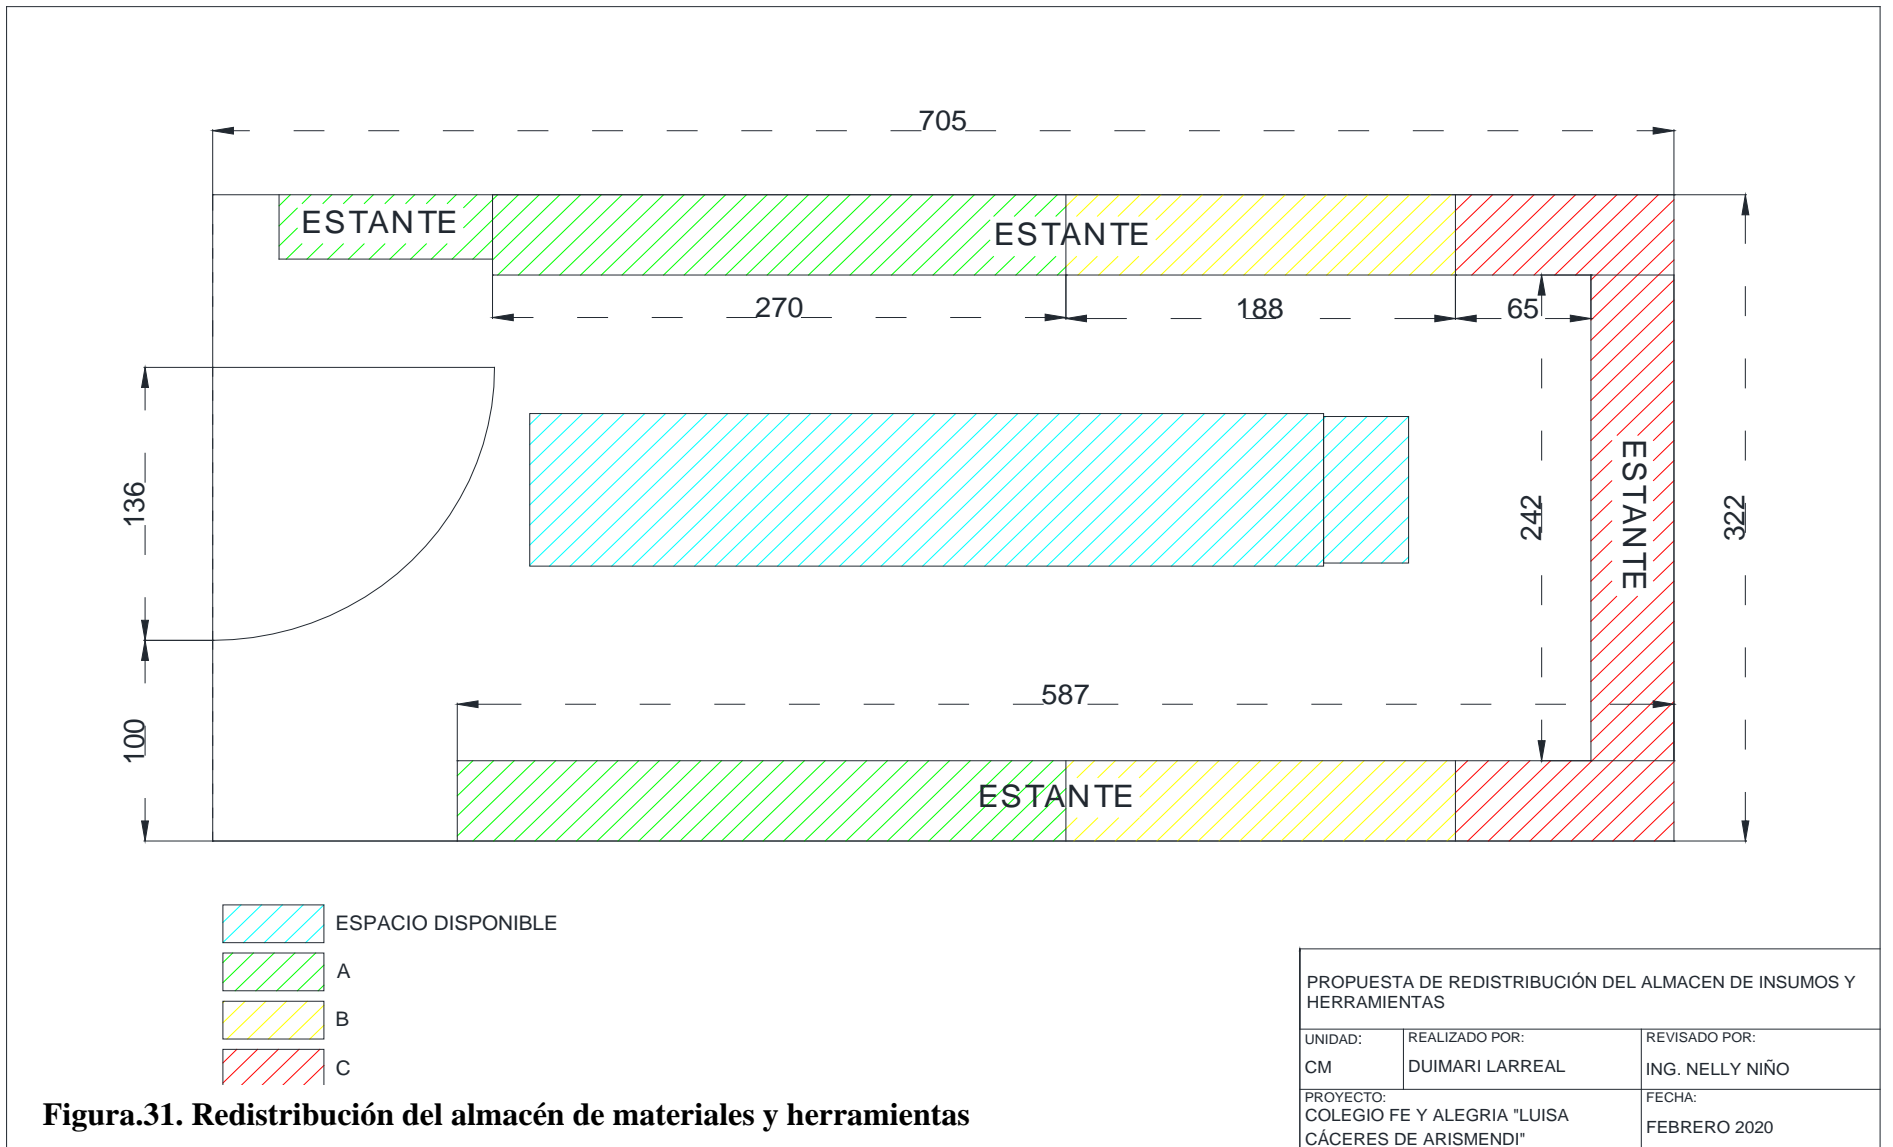 705
ESTANTE
ESTANTE
270
188
65
136
242
322
ESTANTE
587
100
ESTANTE
ESPACIO DISPONIBLE
A
B
C
PROPUESTA DE REDISTRIBUCIÓN DEL ALMACEN DE INSUMOS Y
HERRAMIENTAS
UNIDAD:
CM
REALIZADO POR:
DUIMARI LARREAL
REVISADO POR:
ING. NELLY NIÑO
PROYECTO:
COLEGIO FE Y ALEGRIA "LUISA
CÁCERES DE ARISMENDI"
FECHA:
FEBRERO 2020
Figura.31. Redistribución del almacén de materiales y herramientas